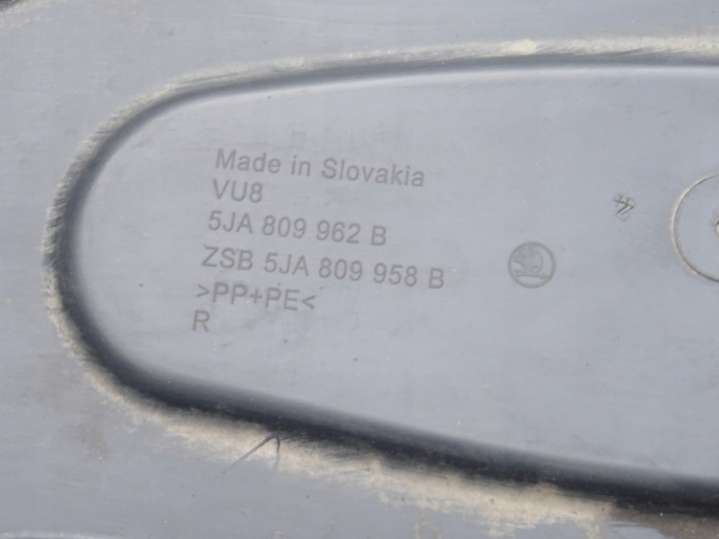 Made in Slovakia
VU8
5JA 809 962 B
ZSB 5JA 809 958 B
>PP+PE<
R